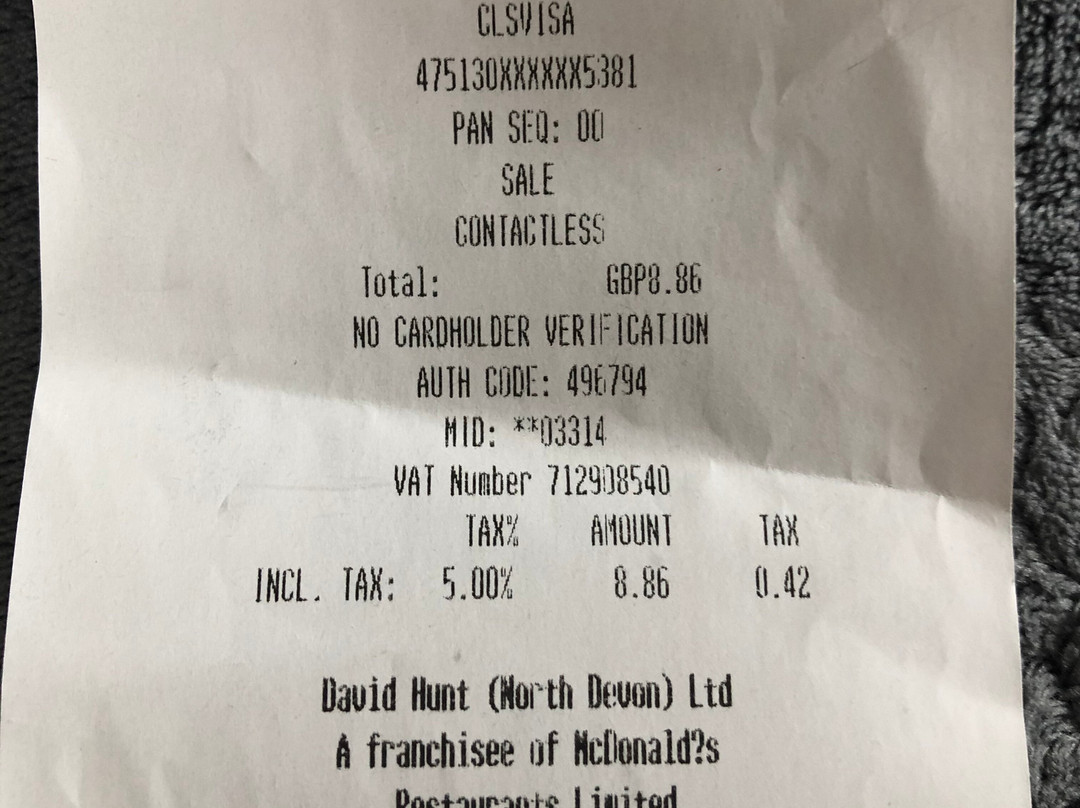 CLSVISA
475130XXXXXX5381
PAN SEQ: 00
SALE
CONTACTLESS
Total: GBP8.86
NO CARDHOLDER VERIFICATION
AUTH CODE: 496794
MID: **03314
VAT Number 712908540
TAX% AMOUNT TAX
INCL. TAX: 5.00% 8.86 0.42
David Hunt (North Devon) Ltd
A franchisee of McDonald?s
Restaurants Limited